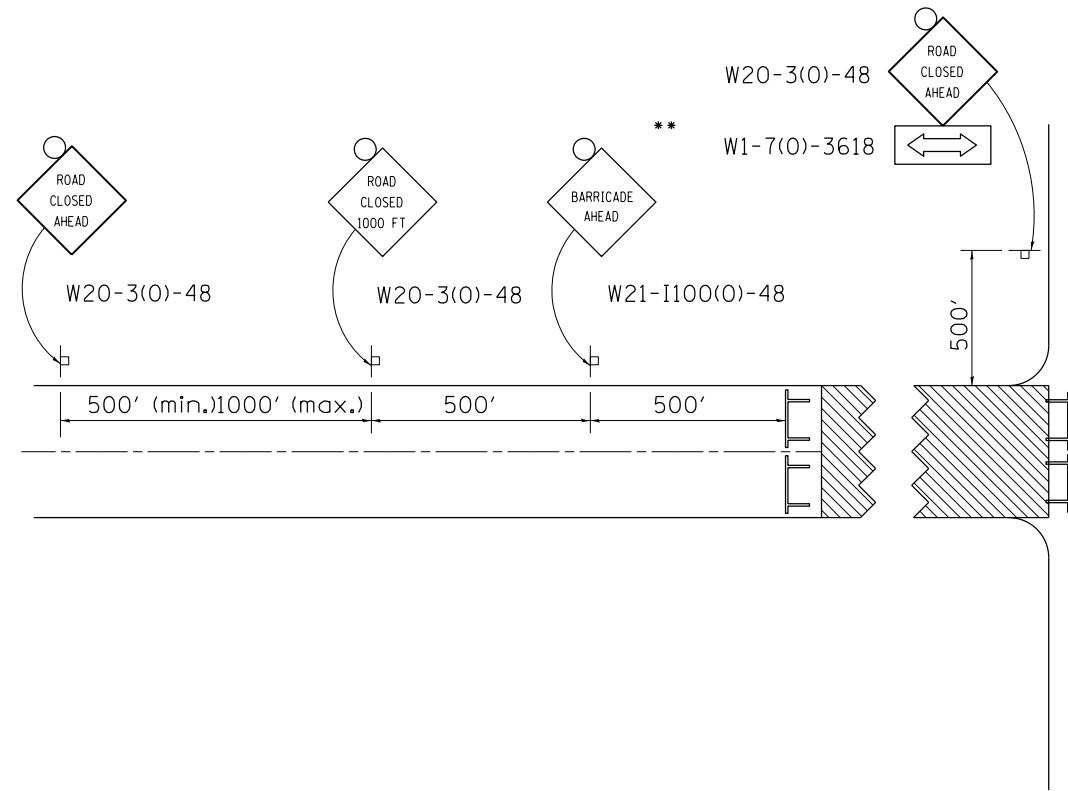 ROAD
CLOSED
AHEAD
W20-3(O)-48
**
W1-7(O)-3618
ROAD
CLOSED
AHEAD
ROAD
CLOSED
1000 FT
BARRICADE
AHEAD
W20-3(O)-48
W20-3(O)-48
W21-I100(O)-48
500'
500' (min.)1000' (max.)
500'
500'